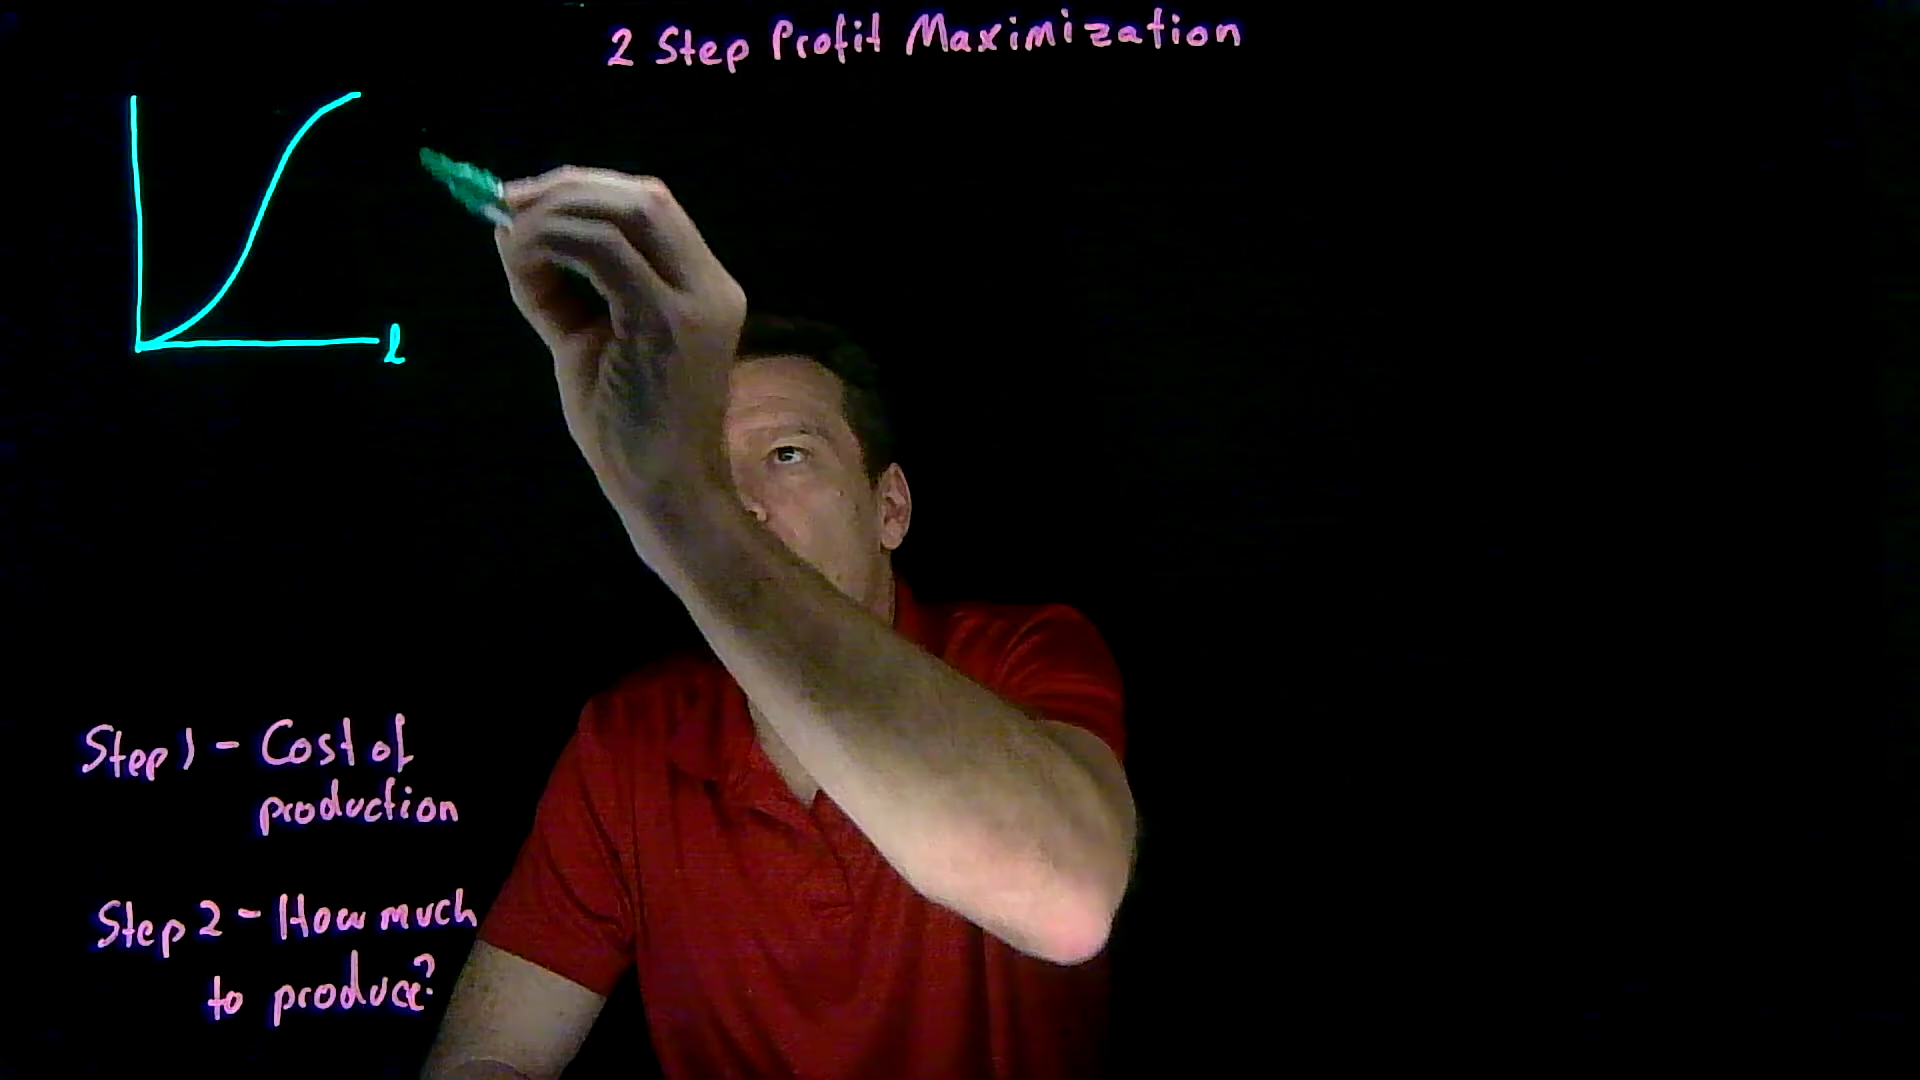 2 Step Profit Maximization
l
Step 1 - Cost of
production
Step 2 - How much
to produce?